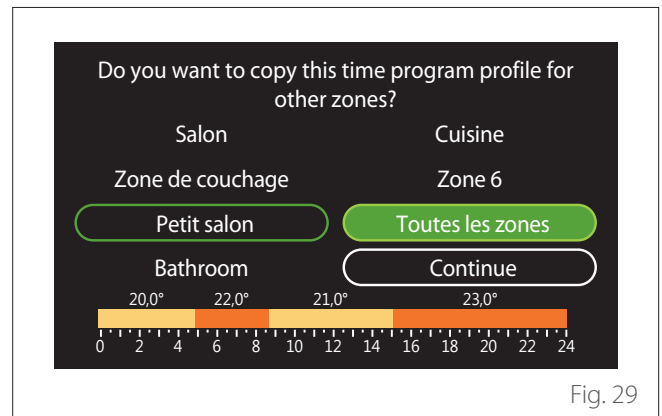 Do you want to copy this time program profile for
other zones?
Salon Cuisine
Zone de couchage Zone 6
Petit salon Toutes les zones
Bathroom Continue
20,0° 22,0° 21,0° 23,0°
0 2 4 6 8 10 12 14 16 18 20 22 24
Fig. 29